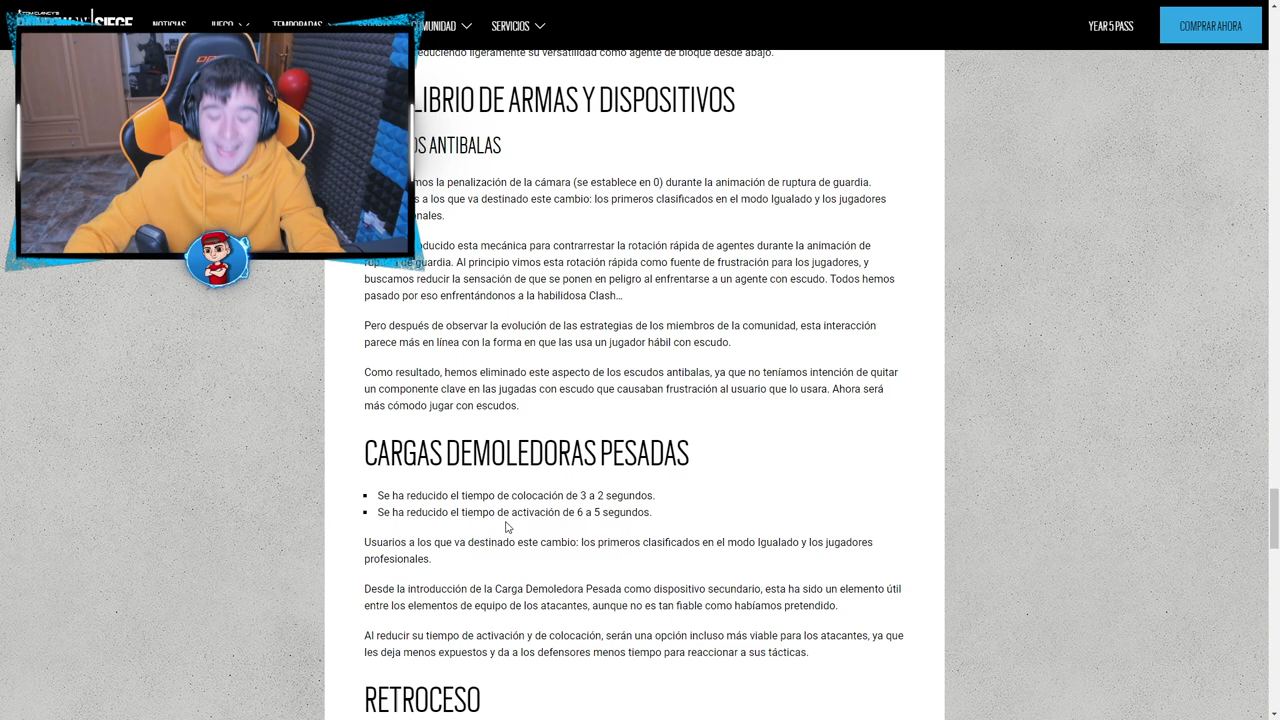 TOM CLANCY'S
SIEGE
NOTICIAS JUEGO TEMPORADAS COMUNIDAD SERVICIOS YEAR 5 PASS COMPRAR AHORA
educiendo ligeramente su versatilidad como agente de bloque desde abajo.
LIBRIO DE ARMAS Y DISPOSITIVOS
OS ANTIBALAS
mos la penalización de la cámara (se establece en 0) durante la animación de ruptura de guardia.
s a los que va destinado este cambio: los primeros clasificados en el modo Igualado y los jugadores
nales.
ducido esta mecánica para contrarrestar la rotación rápida de agentes durante la animación de
de guardia. Al principio vimos esta rotación rápida como fuente de frustración para los jugadores, y
buscamos reducir la sensación de que se ponen en peligro al enfrentarse a un agente con escudo. Todos hemos
pasado por eso enfrentándonos a la habilidosa Clash…
Pero después de observar la evolución de las estrategias de los miembros de la comunidad, esta interacción
parece más en línea con la forma en que las usa un jugador hábil con escudo.
Como resultado, hemos eliminado este aspecto de los escudos antibalas, ya que no teníamos intención de quitar
un componente clave en las jugadas con escudo que causaban frustración al usuario que lo usara. Ahora será
más cómodo jugar con escudos.
CARGAS DEMOLEDORAS PESADAS
▪ Se ha reducido el tiempo de colocación de 3 a 2 segundos.
▪ Se ha reducido el tiempo de activación de 6 a 5 segundos.
Usuarios a los que va destinado este cambio: los primeros clasificados en el modo Igualado y los jugadores
profesionales.
Desde la introducción de la Carga Demoledora Pesada como dispositivo secundario, esta ha sido un elemento útil
entre los elementos de equipo de los atacantes, aunque no es tan fiable como habíamos pretendido.
Al reducir su tiempo de activación y de colocación, serán una opción incluso más viable para los atacantes, ya que
les deja menos expuestos y da a los defensores menos tiempo para reaccionar a sus tácticas.
RETROCESO